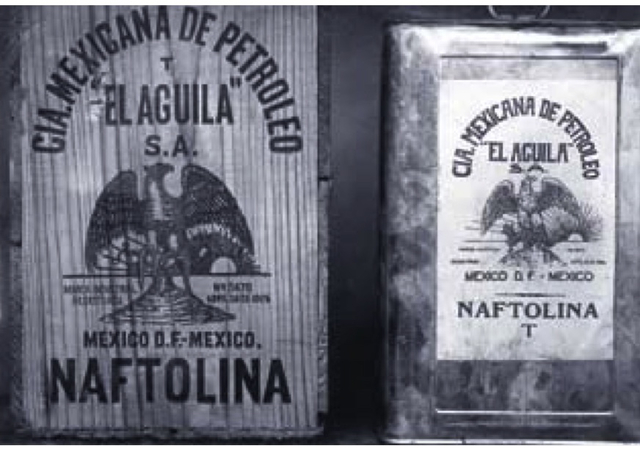 CIA. MEXICANA DE PETROLEO
T
"EL AGUILA"
S.A.
MEXICO D.F.-MEXICO.
NAFTOLINA
CIA. MEXICANA DE PETROLEO
"EL AGUILA"
S A
MEXICO D. F - MEXICO
NAFTOLINA
T